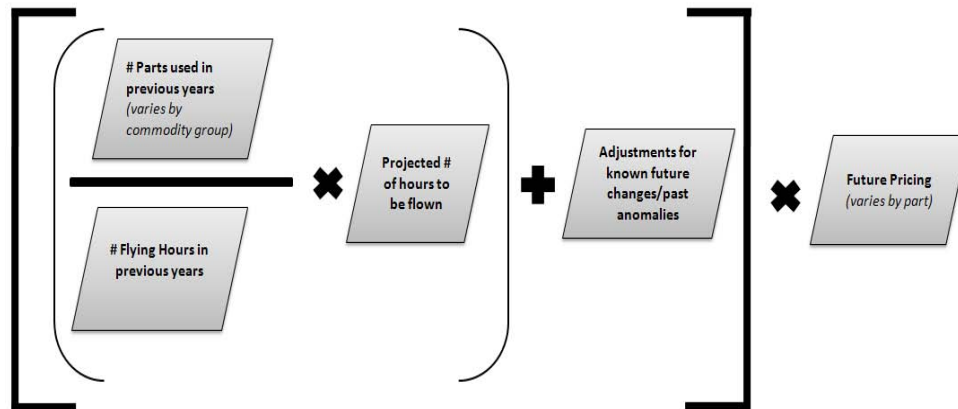 # Parts used in
previous years
(varies by
commodity group)
# Flying Hours in
previous years
Projected #
of hours to
be flown
Adjustments for
known future
changes/past
anomalies
Future Pricing
(varies by part)